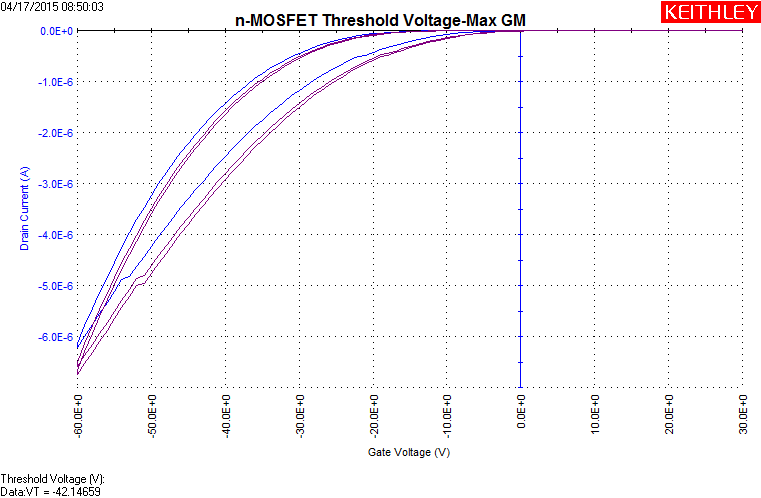 04/17/2015 08:50:03
n-MOSFET Threshold Voltage-Max GM
KEITHLEY
0.0E+0
-1.0E-6
-2.0E-6
-3.0E-6
-4.0E-6
-5.0E-6
-6.0E-6
Drain Current (A)
-60.0E+0
-50.0E+0
-40.0E+0
-30.0E+0
-20.0E+0
-10.0E+0
0.0E+0
10.0E+0
20.0E+0
30.0E+0
Gate Voltage (V)
Threshold Voltage (V):
Data:VT = -42.14659